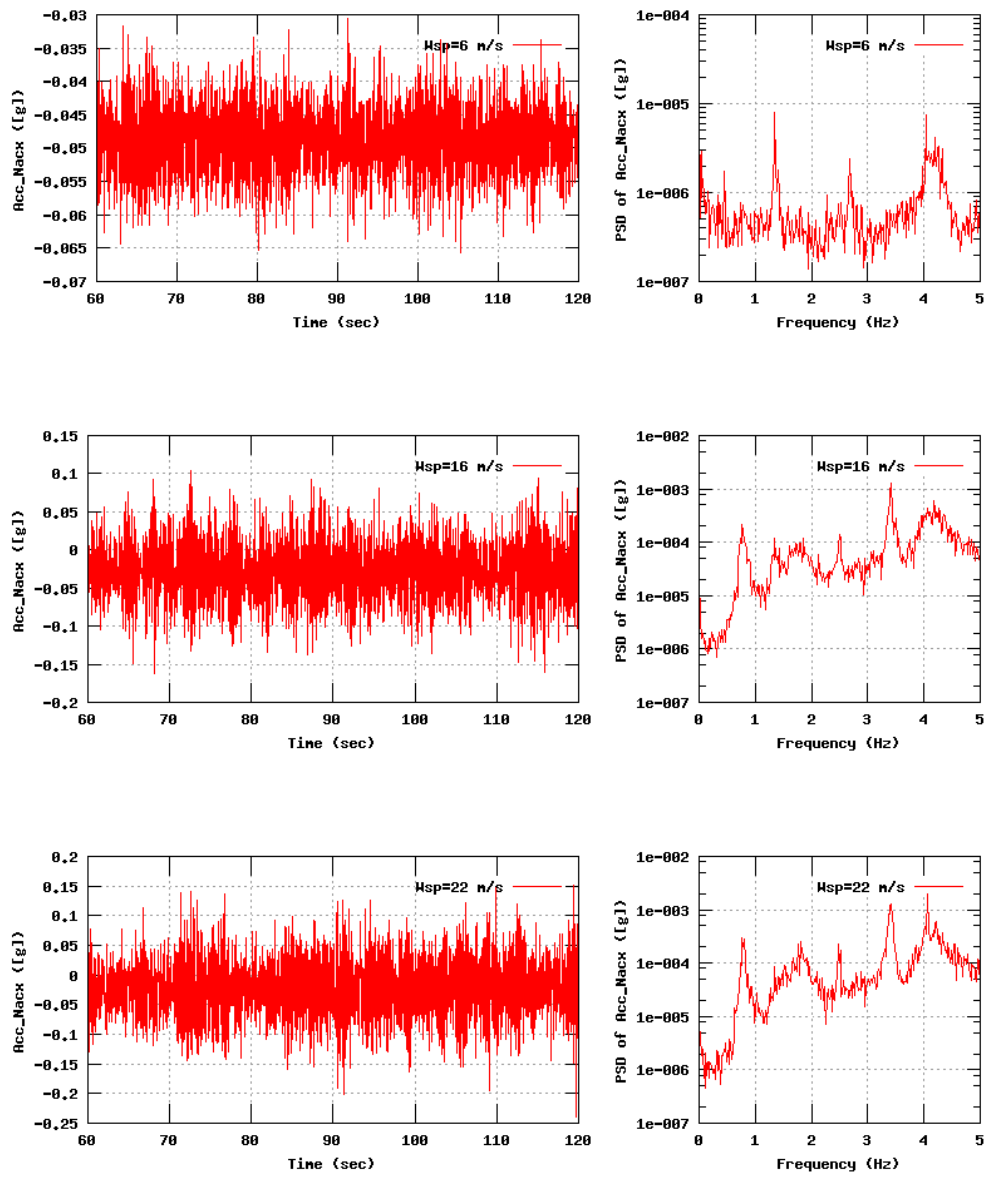 -0.03
-0.035
-0.04
-0.045
-0.05
-0.055
-0.06
-0.065
-0.07
Acc_Nacx ([g])
Wsp=6 m/s
60 70 80 90 100 110 120
Time (sec)
1e-004
1e-005
1e-006
1e-007
PSD of Acc_Nacx ([g])
Wsp=6 m/s
0 1 2 3 4 5
Frequency (Hz)
0.15
0.1
0.05
0
-0.05
-0.1
-0.15
-0.2
Acc_Nacx ([g])
Wsp=16 m/s
60 70 80 90 100 110 120
Time (sec)
1e-002
1e-003
1e-004
1e-005
1e-006
1e-007
PSD of Acc_Nacx ([g])
Wsp=16 m/s
0 1 2 3 4 5
Frequency (Hz)
0.2
0.15
0.1
0.05
0
-0.05
-0.1
-0.15
-0.2
-0.25
Acc_Nacx ([g])
Wsp=22 m/s
60 70 80 90 100 110 120
Time (sec)
1e-002
1e-003
1e-004
1e-005
1e-006
1e-007
PSD of Acc_Nacx ([g])
Wsp=22 m/s
0 1 2 3 4 5
Frequency (Hz)